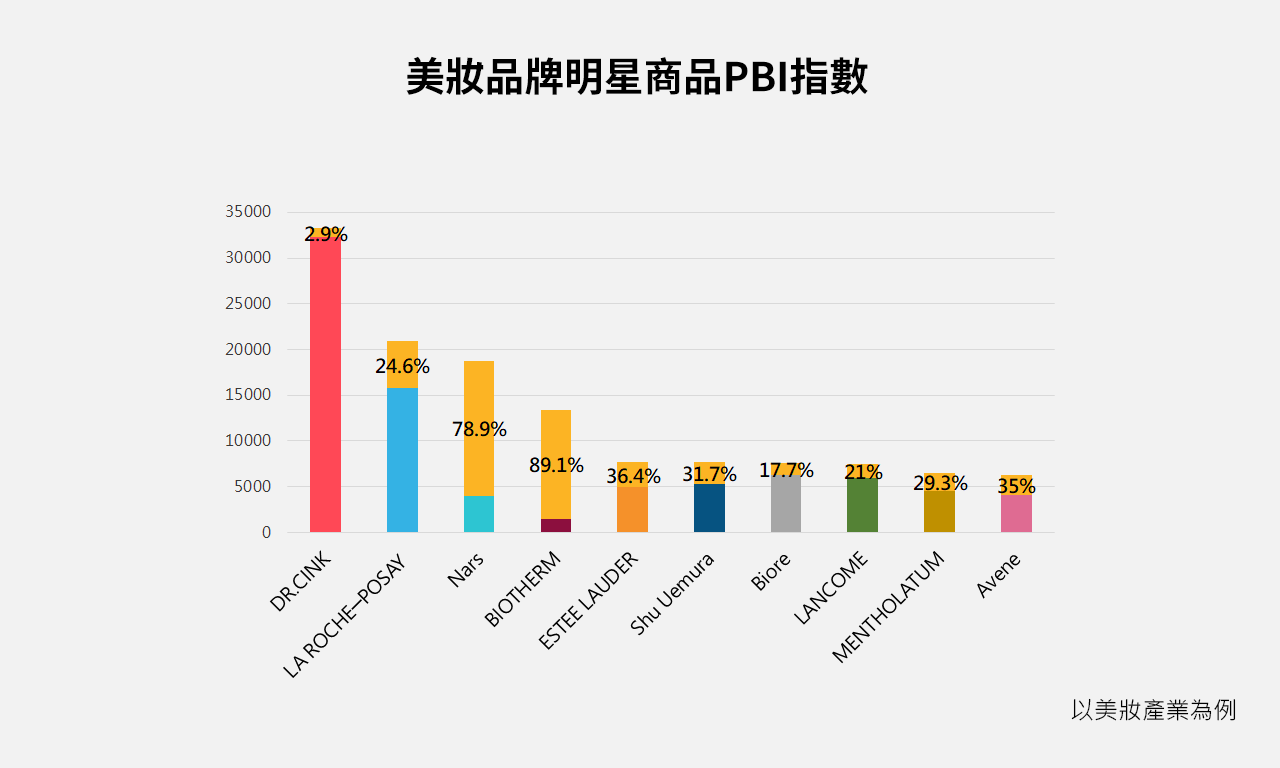 美妝品牌明星商品PBI指數
35000
30000
25000
20000
15000
10000
5000
0
2.9%
24.6%
78.9%
89.1%
36.4%
31.7%
17.7%
21%
29.3%
35%
DR.CINK
LA ROCHE–POSAY
Nars
BIOTHERM
ESTEE LAUDER
Shu Uemura
Biore
LANCOME
MENTHOLATUM
Avene
以美妝產業為例